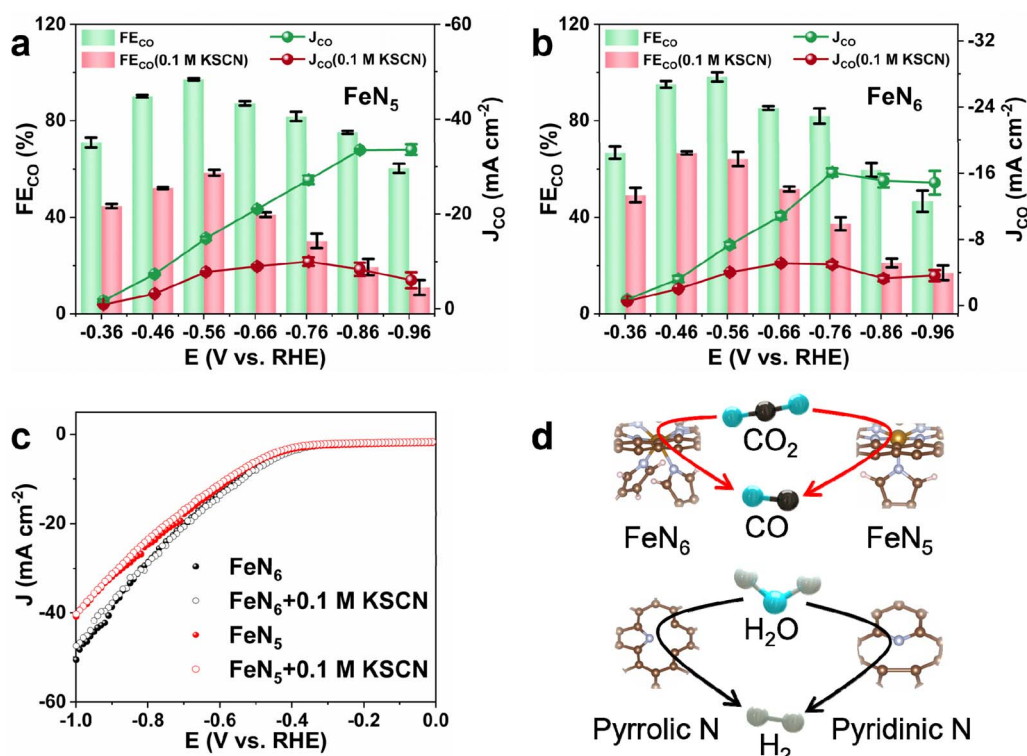 a
120
80
40
0
FE_CO (%)
FE_CO
FE_CO(0.1 M KSCN)
J_CO
J_CO(0.1 M KSCN)
FeN₅
-60
-40
-20
0
J_CO (mA cm⁻²)
-0.36 -0.46 -0.56 -0.66 -0.76 -0.86 -0.96
E (V vs. RHE)
b
120
80
40
0
FE_CO (%)
FE_CO
FE_CO(0.1 M KSCN)
J_CO
J_CO(0.1 M KSCN)
FeN₆
-32
-24
-16
-8
0
J_CO (mA cm⁻²)
-0.36 -0.46 -0.56 -0.66 -0.76 -0.86 -0.96
E (V vs. RHE)
c
0
-20
-40
-60
J (mA cm⁻²)
FeN₆
FeN₆+0.1 M KSCN
FeN₅
FeN₅+0.1 M KSCN
-1.0 -0.8 -0.6 -0.4 -0.2 0.0
E (V vs. RHE)
d
CO₂
CO
FeN₆
FeN₅
H₂O
Pyrrolic N
Pyridinic N
H₂